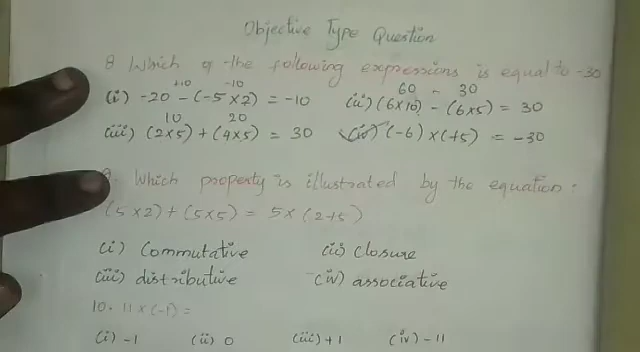 Objective Type Question
8 Which of the following expressions is equal to -30
+10 -10 60 - 30
(i) -20 - (-5 x 2) = -10 (ii) (6x10) - (6x5) = 30
10 20
(iii) (2x5) + (4x5) = 30 (iv) (-6) x (+5) = -30
9. Which property is illustrated by the equation:
(5 x 2) + (5 x 5) = 5 x (2+5)
(i) Commutative (ii) closure
(iii) distributive (iv) associative
10. 11 x (-1) =
(i) -1 (ii) 0 (iii) +1 (iv) -11